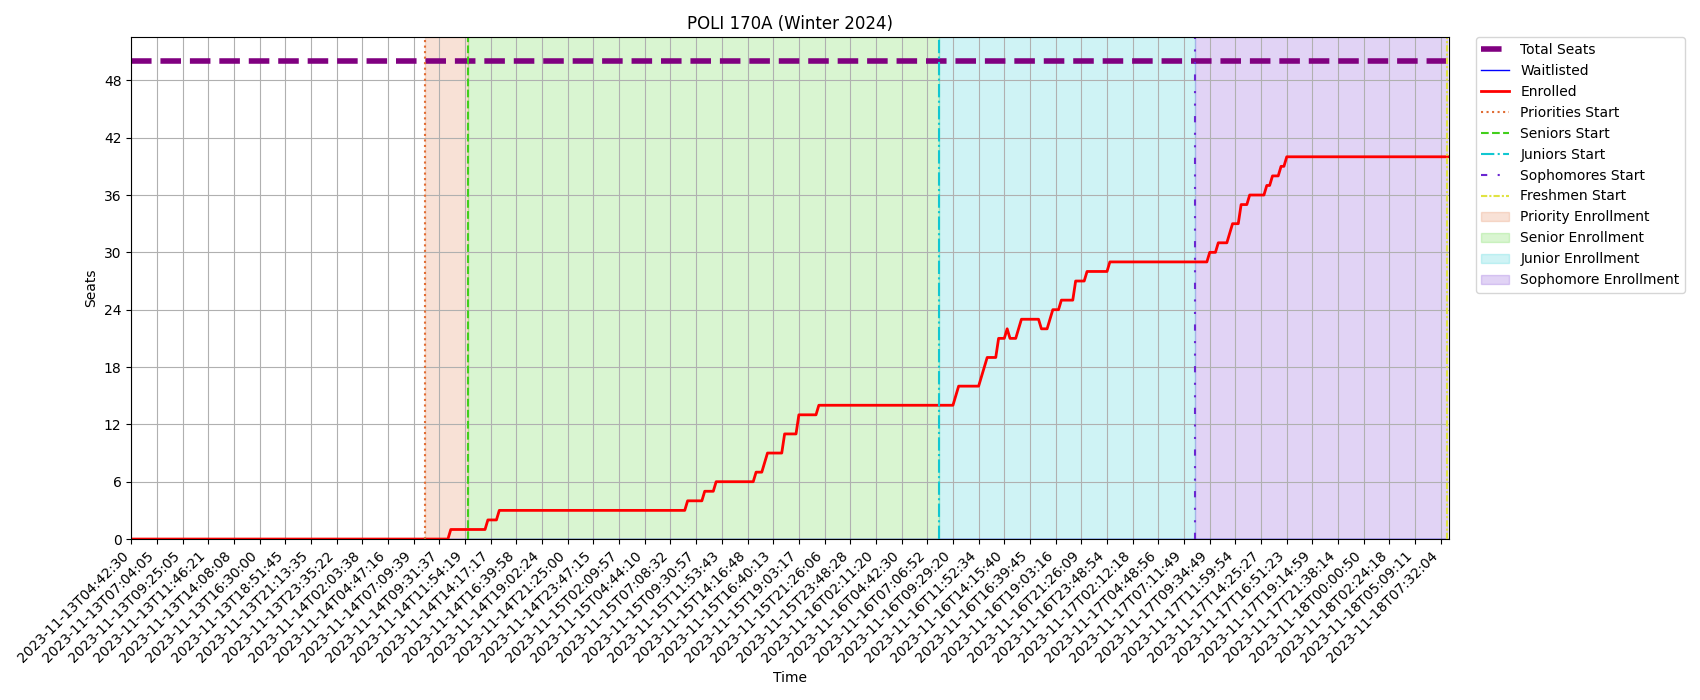 POLI 170A (Winter 2024)
Total Seats
Waitlisted
Enrolled
Priorities Start
Seniors Start
Juniors Start
Sophomores Start
Freshmen Start
Priority Enrollment
Senior Enrollment
Junior Enrollment
Sophomore Enrollment
Seats
48
42
36
30
24
18
12
6
0
2023-11-13T04:42:30
2023-11-13T07:04:05
2023-11-13T09:25:05
2023-11-13T11:46:21
2023-11-13T14:08:08
2023-11-13T16:30:00
2023-11-13T18:51:45
2023-11-13T21:13:35
2023-11-13T23:35:22
2023-11-14T02:03:38
2023-11-14T04:47:16
2023-11-14T07:09:39
2023-11-14T09:31:37
2023-11-14T11:54:19
2023-11-14T14:17:17
2023-11-14T16:39:58
2023-11-14T19:02:24
2023-11-14T21:25:00
2023-11-14T23:47:15
2023-11-15T02:09:57
2023-11-15T04:44:10
2023-11-15T07:08:32
2023-11-15T09:30:57
2023-11-15T11:53:43
2023-11-15T14:16:48
2023-11-15T16:40:13
2023-11-15T19:03:17
2023-11-15T21:26:06
2023-11-15T23:48:28
2023-11-16T02:11:20
2023-11-16T04:42:30
2023-11-16T07:06:52
2023-11-16T09:29:20
2023-11-16T11:52:34
2023-11-16T14:15:40
2023-11-16T16:39:45
2023-11-16T19:03:16
2023-11-16T21:26:09
2023-11-16T23:48:54
2023-11-17T02:12:18
2023-11-17T04:48:56
2023-11-17T07:11:49
2023-11-17T09:34:49
2023-11-17T11:59:54
2023-11-17T14:25:27
2023-11-17T16:51:23
2023-11-17T19:14:59
2023-11-17T21:38:14
2023-11-18T00:00:50
2023-11-18T02:24:18
2023-11-18T05:09:11
2023-11-18T07:32:04
Time